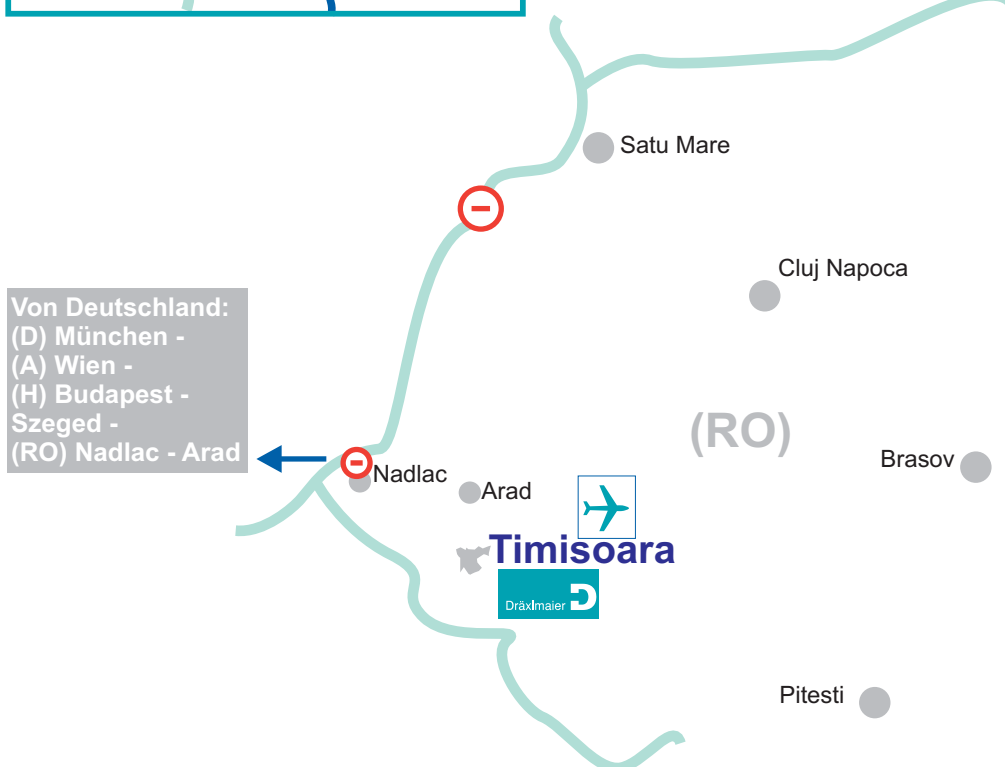 Satu Mare
Cluj Napoca
Von Deutschland:
(D) München -
(A) Wien -
(H) Budapest -
Szeged -
(RO) Nadlac - Arad
(RO)
Brasov
Nadlac
Arad
Timisoara
Dräxlmaier D
Pitesti